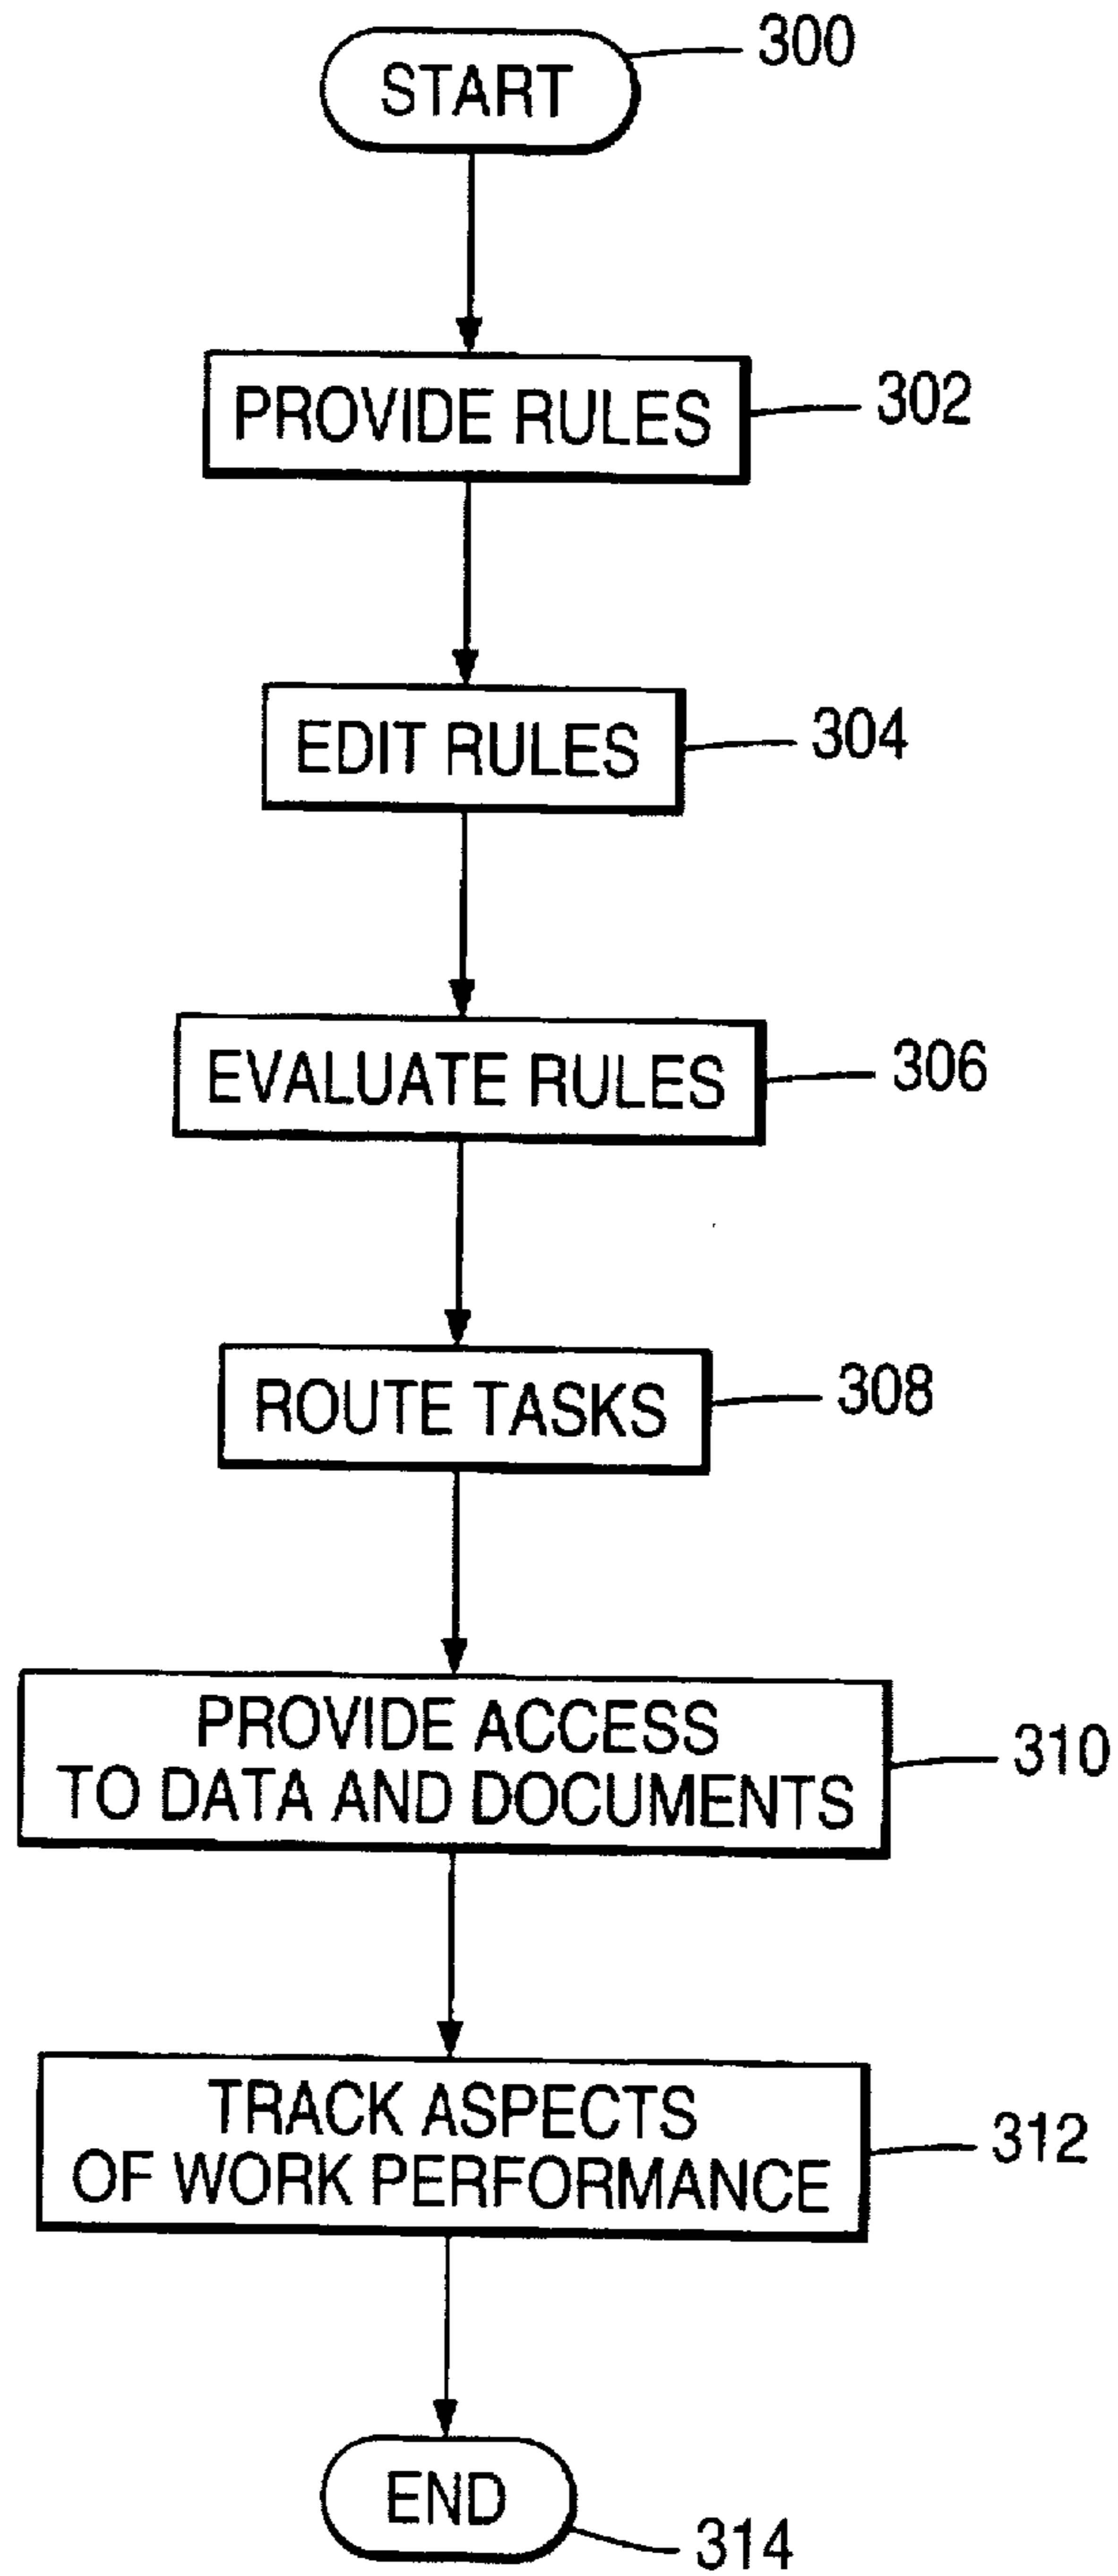 START
300
PROVIDE RULES
302
EDIT RULES
304
EVALUATE RULES
306
ROUTE TASKS
308
PROVIDE ACCESS
TO DATA AND DOCUMENTS
310
TRACK ASPECTS
OF WORK PERFORMANCE
312
END
314